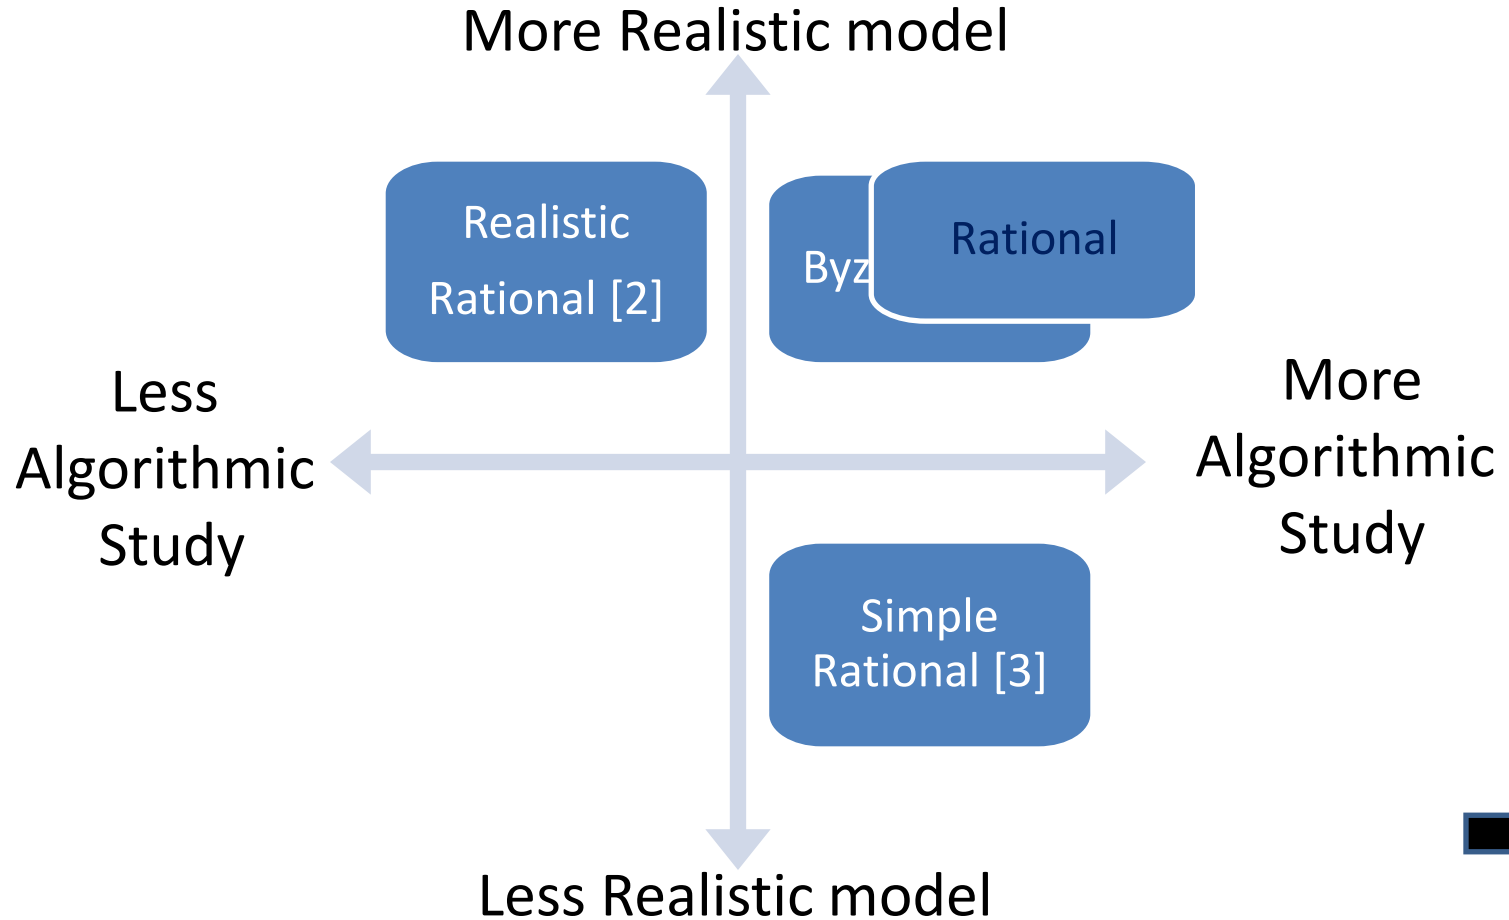 More Realistic model
Realistic
Rational [2]
Byz
Rational
Less
Algorithmic
Study
More
Algorithmic
Study
Simple
Rational [3]
Less Realistic model